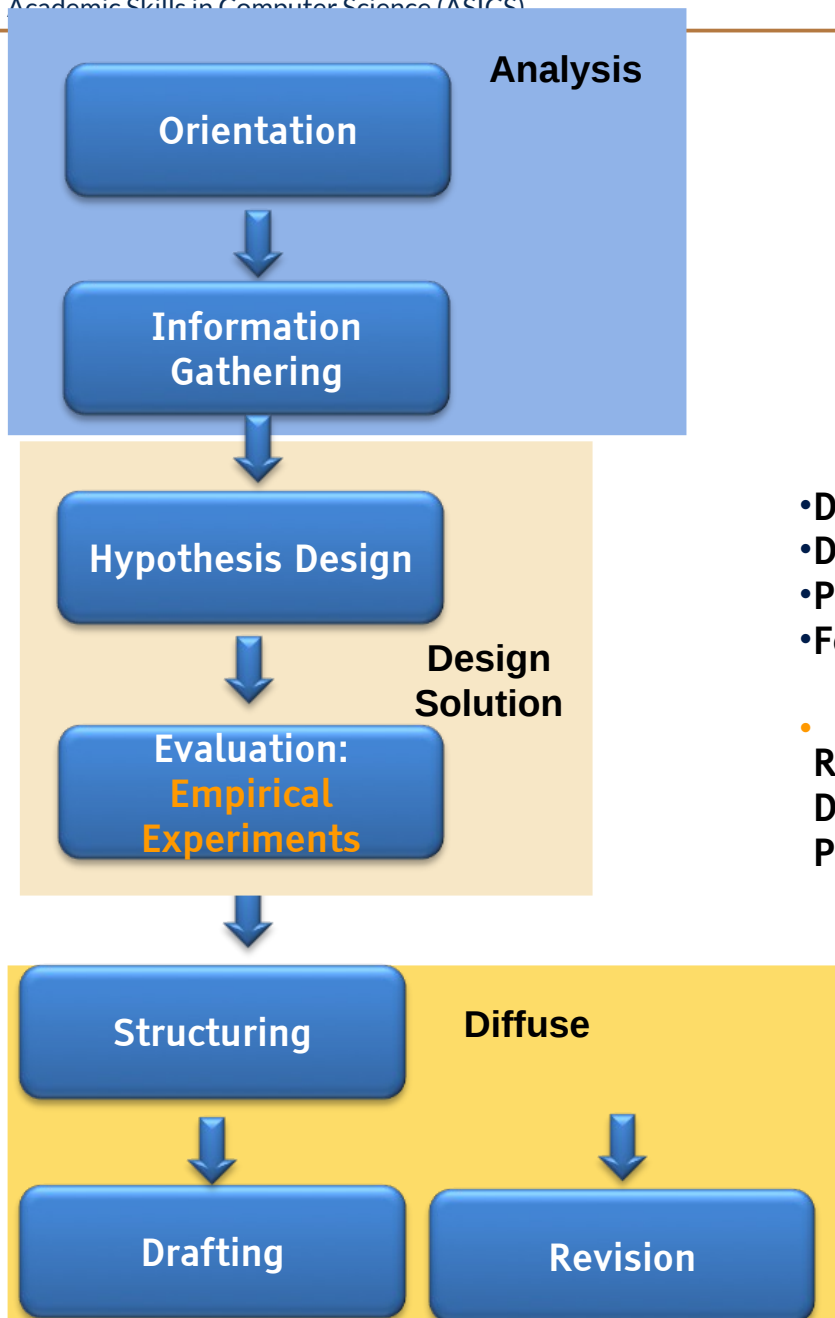 Academic Skills in Computer Science (ASICS)
Analysis
Orientation
Information
Gathering
Hypothesis Design
Design
Solution
Evaluation:
Empirical
Experiments
Structuring
Diffuse
Drafting
Revision